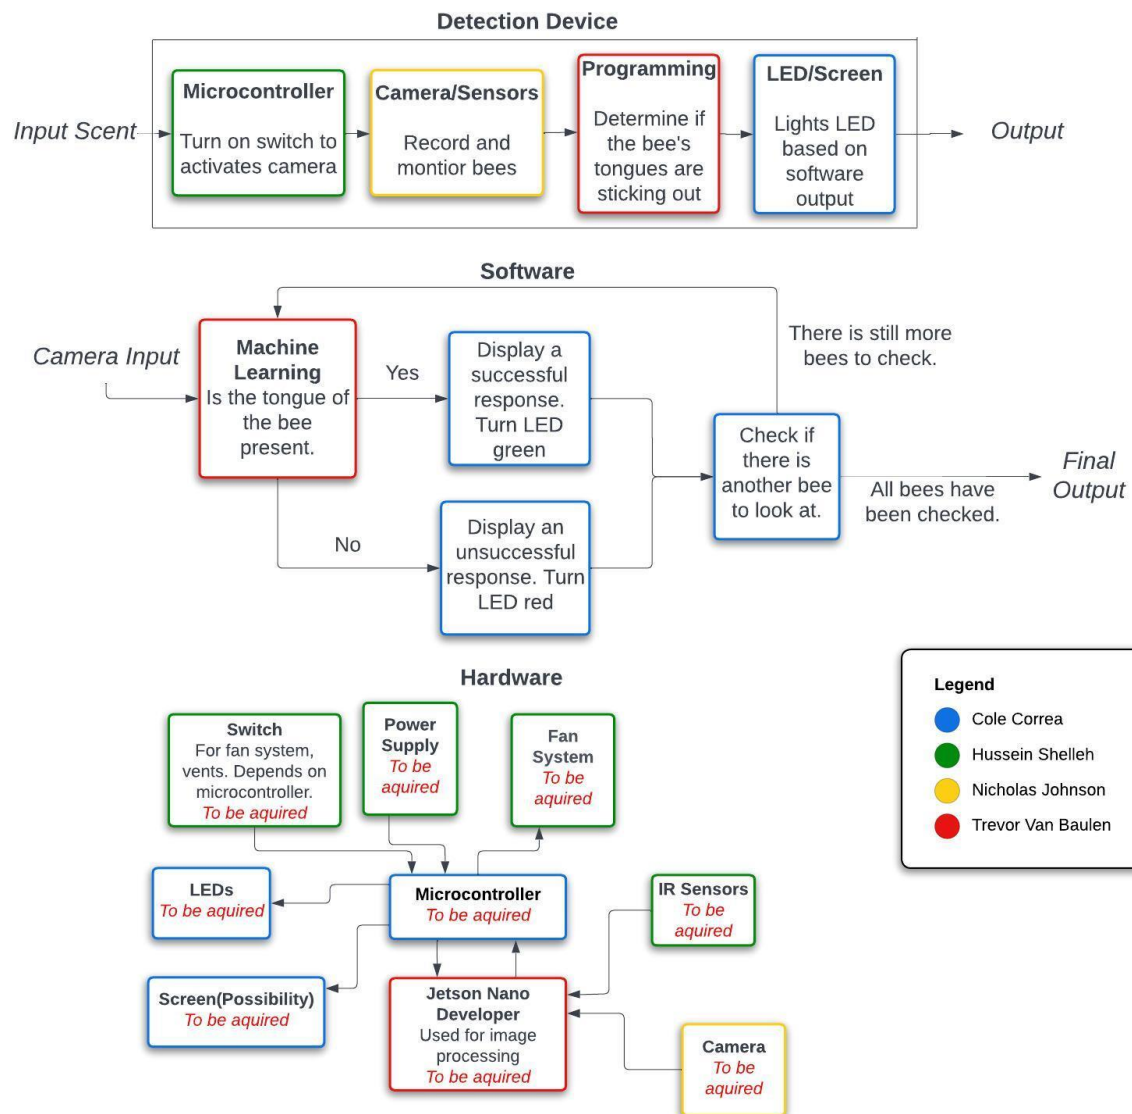 Detection Device
Input Scent
Microcontroller
Turn on switch to
activates camera
Camera/Sensors
Record and
montior bees
Programming
Determine if
the bee's
tongues are
sticking out
LED/Screen
Lights LED
based on
software
output
Output
Software
Camera Input
Machine
Learning
Is the tongue of
the bee
present.
Yes
Display a
successful
response.
Turn LED
green
No
Display an
unsuccessful
response. Turn
LED red
Check if
there is
another bee
to look at.
There is still more
bees to check.
All bees have
been checked.
Final
Output
Hardware
Switch
For fan system,
vents. Depends on
microcontroller.
To be aquired
Power
Supply
To be
aquired
Fan
System
To be
aquired
LEDs
To be aquired
Microcontroller
To be aquired
IR Sensors
To be
aquired
Screen(Possibility)
To be aquired
Jetson Nano
Developer
Used for image
processing
To be aquired
Camera
To be
aquired
Legend
Cole Correa
Hussein Shelleh
Nicholas Johnson
Trevor Van Baulen